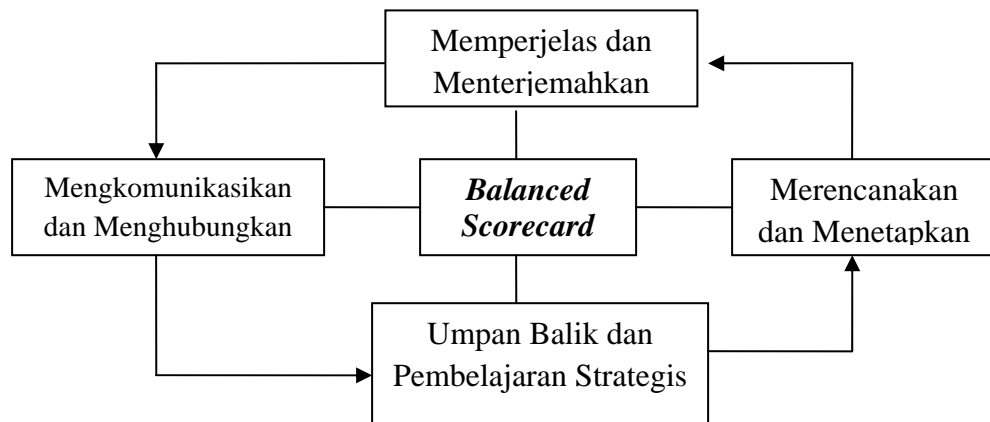 Memperjelas dan
Menterjemahkan
Mengkomunikasikan
dan Menghubungkan
Balanced
Scorecard
Merencanakan
dan Menetapkan
Umpan Balik dan
Pembelajaran Strategis